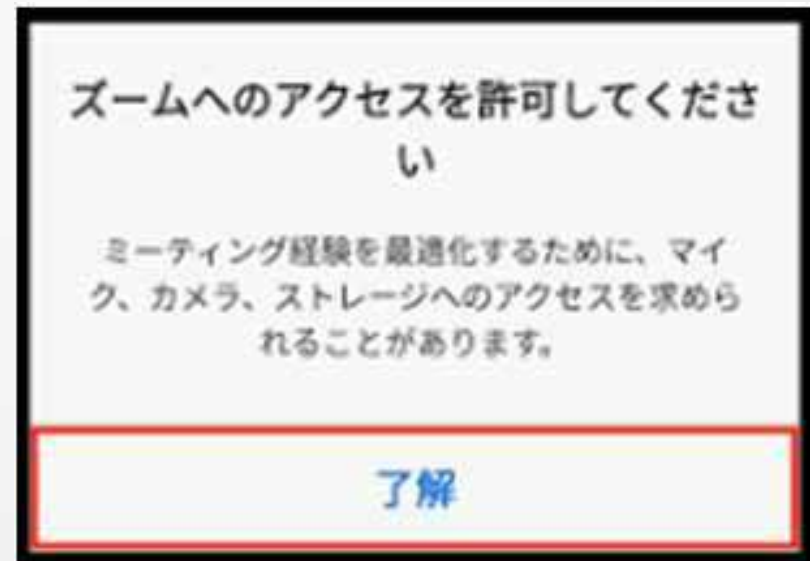 ズームへのアクセスを許可してくださ
い
ミーティング経験を最適化するために、マイ
ク、カメラ、ストレージへのアクセスを求めら
れることがあります。
了解